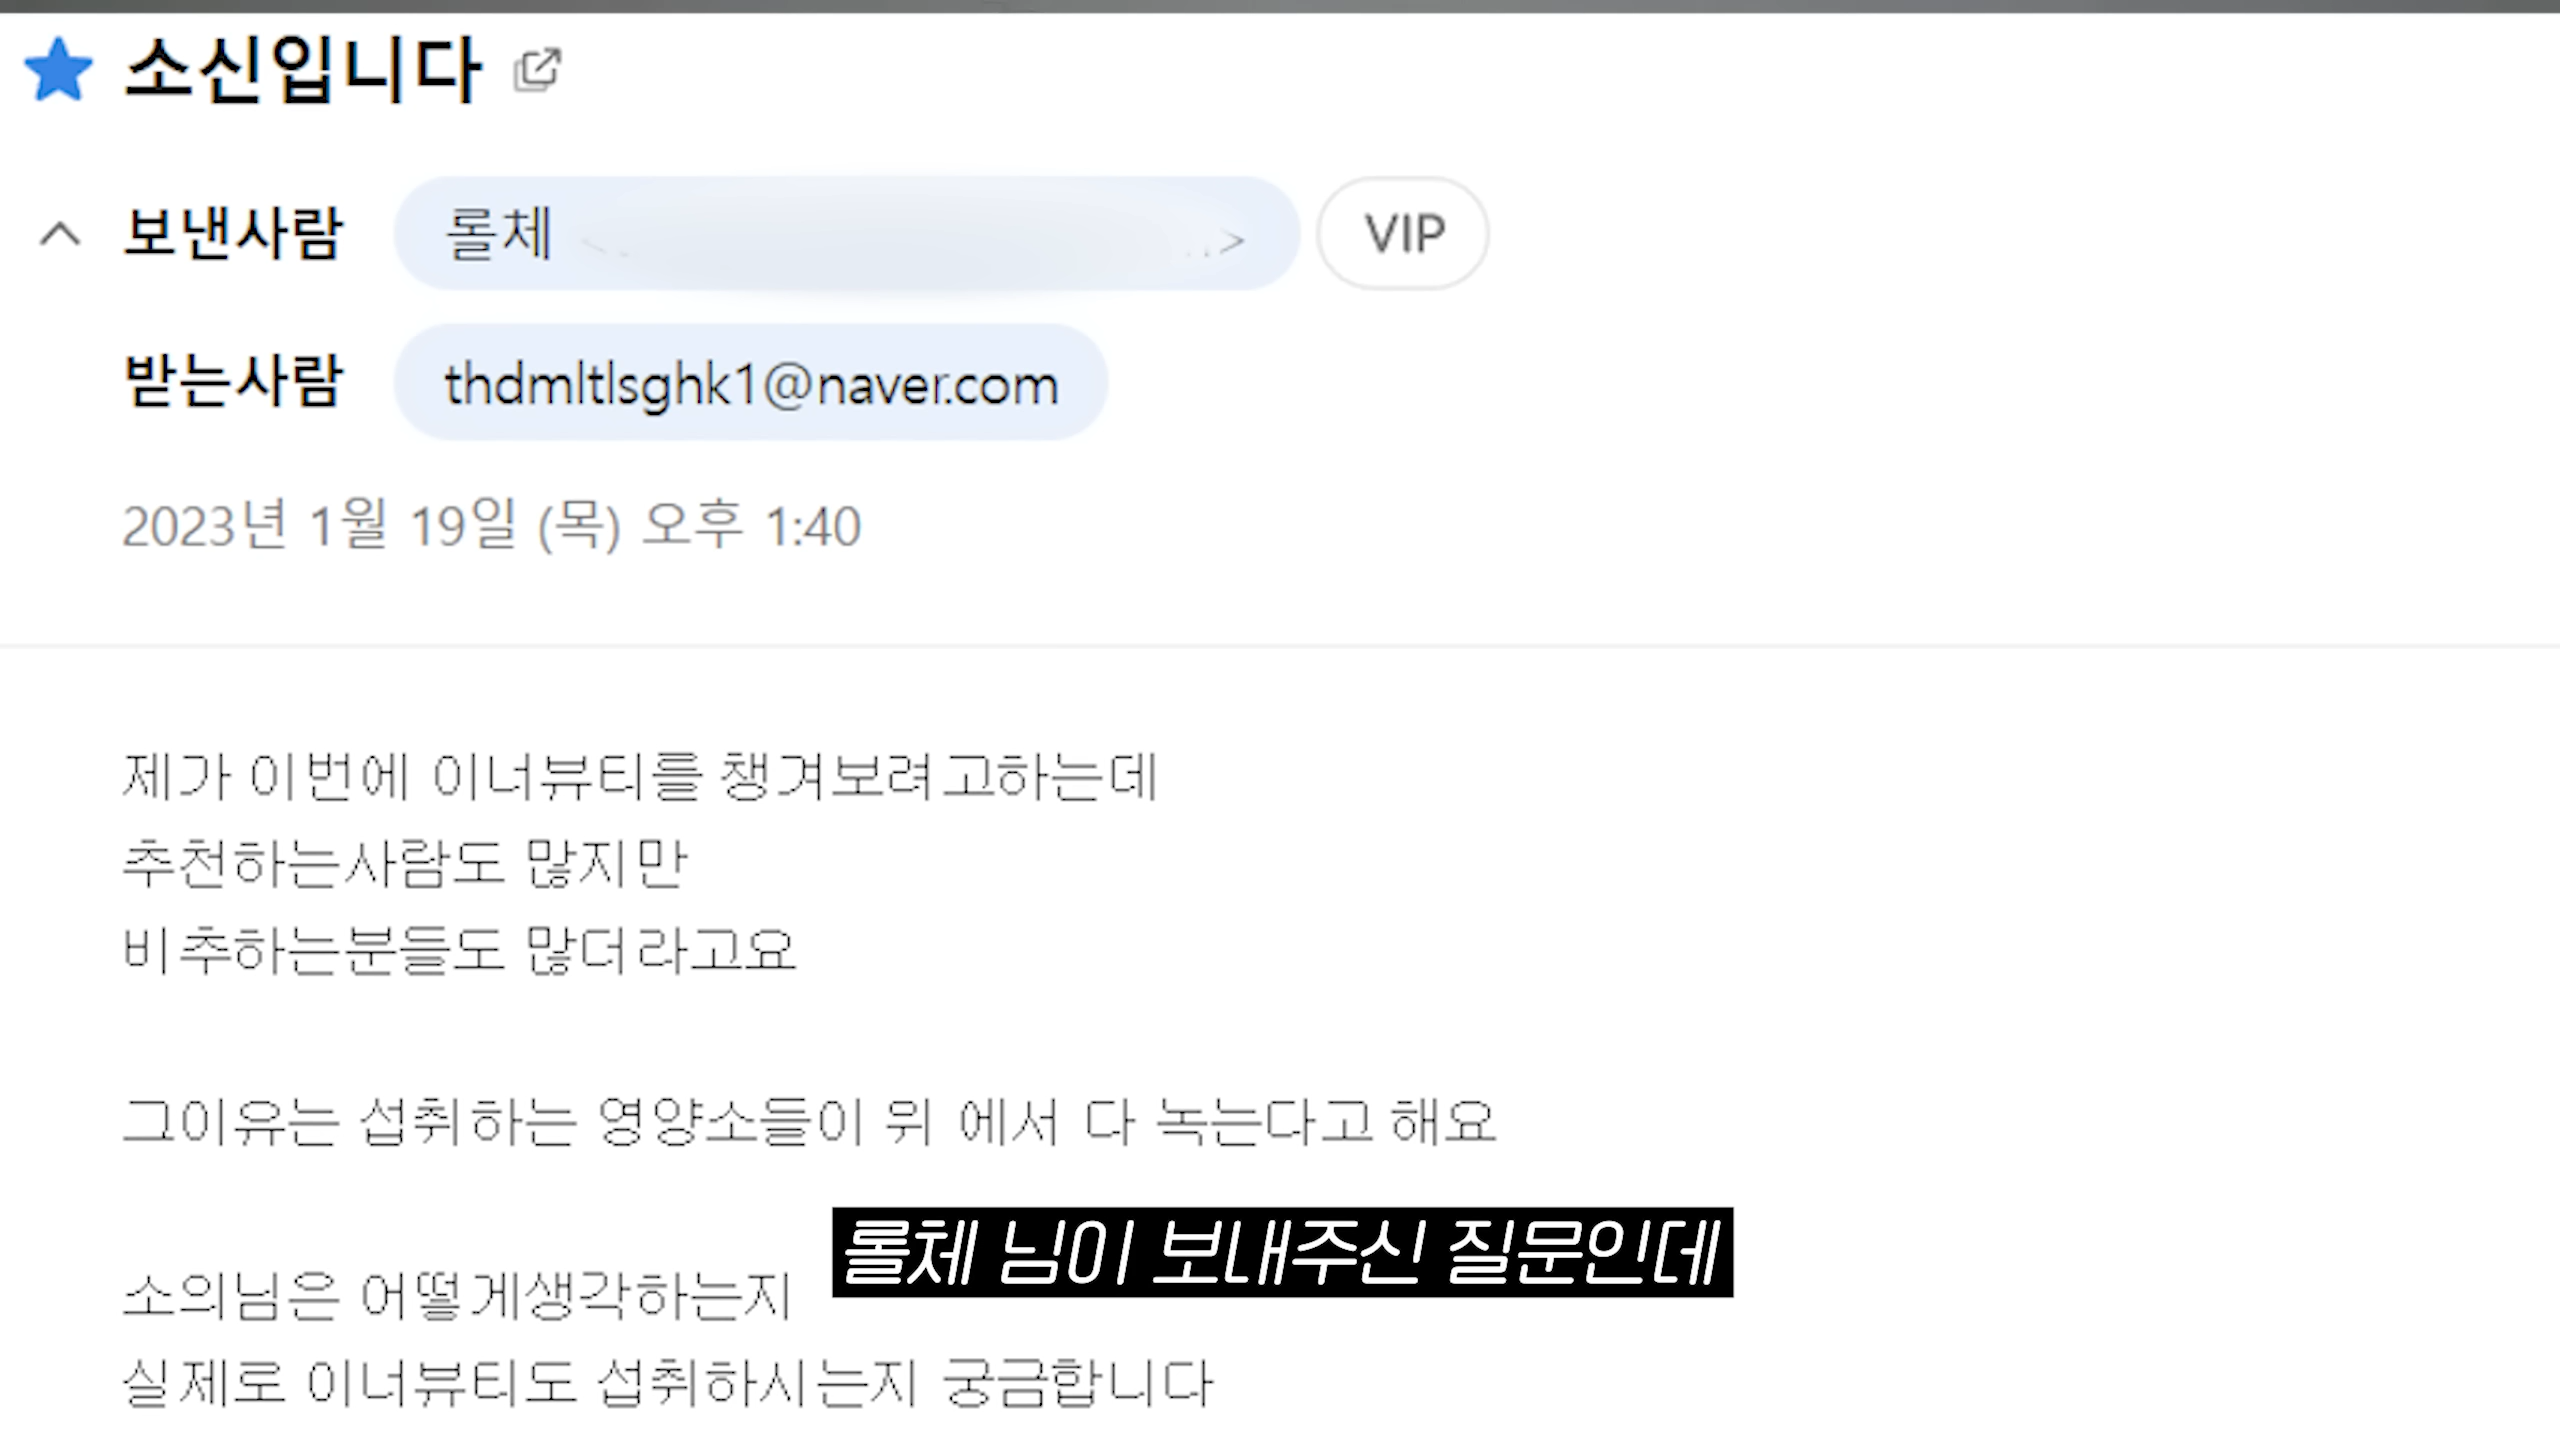 소신입니다
보낸사람 롤체 > VIP
받는사람 thdmltlsghk1@naver.com
2023년 1월 19일 (목) 오후 1:40
제가 이번에 이너뷰티를 챙겨보려고하는데
추천하는사람도 많지만
비추하는분들도 많더라고요
그이유는 섭취하는 영양소들이 위 에서 다 녹는다고 해요
롤체 님이 보내주신 질문인데
소의님은 어떻게생각하는지
실제로 이너뷰티도 섭취하시는지 궁금합니다